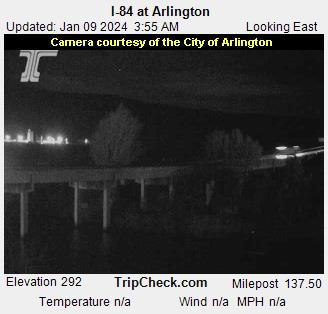 I-84 at Arlington
Updated: Jan 09 2024 3:55 AM Looking East
Camera courtesy of the City of Arlington
Elevation 292 TripCheck.com Milepost 137.50
Temperature n/a Wind n/a MPH n/a